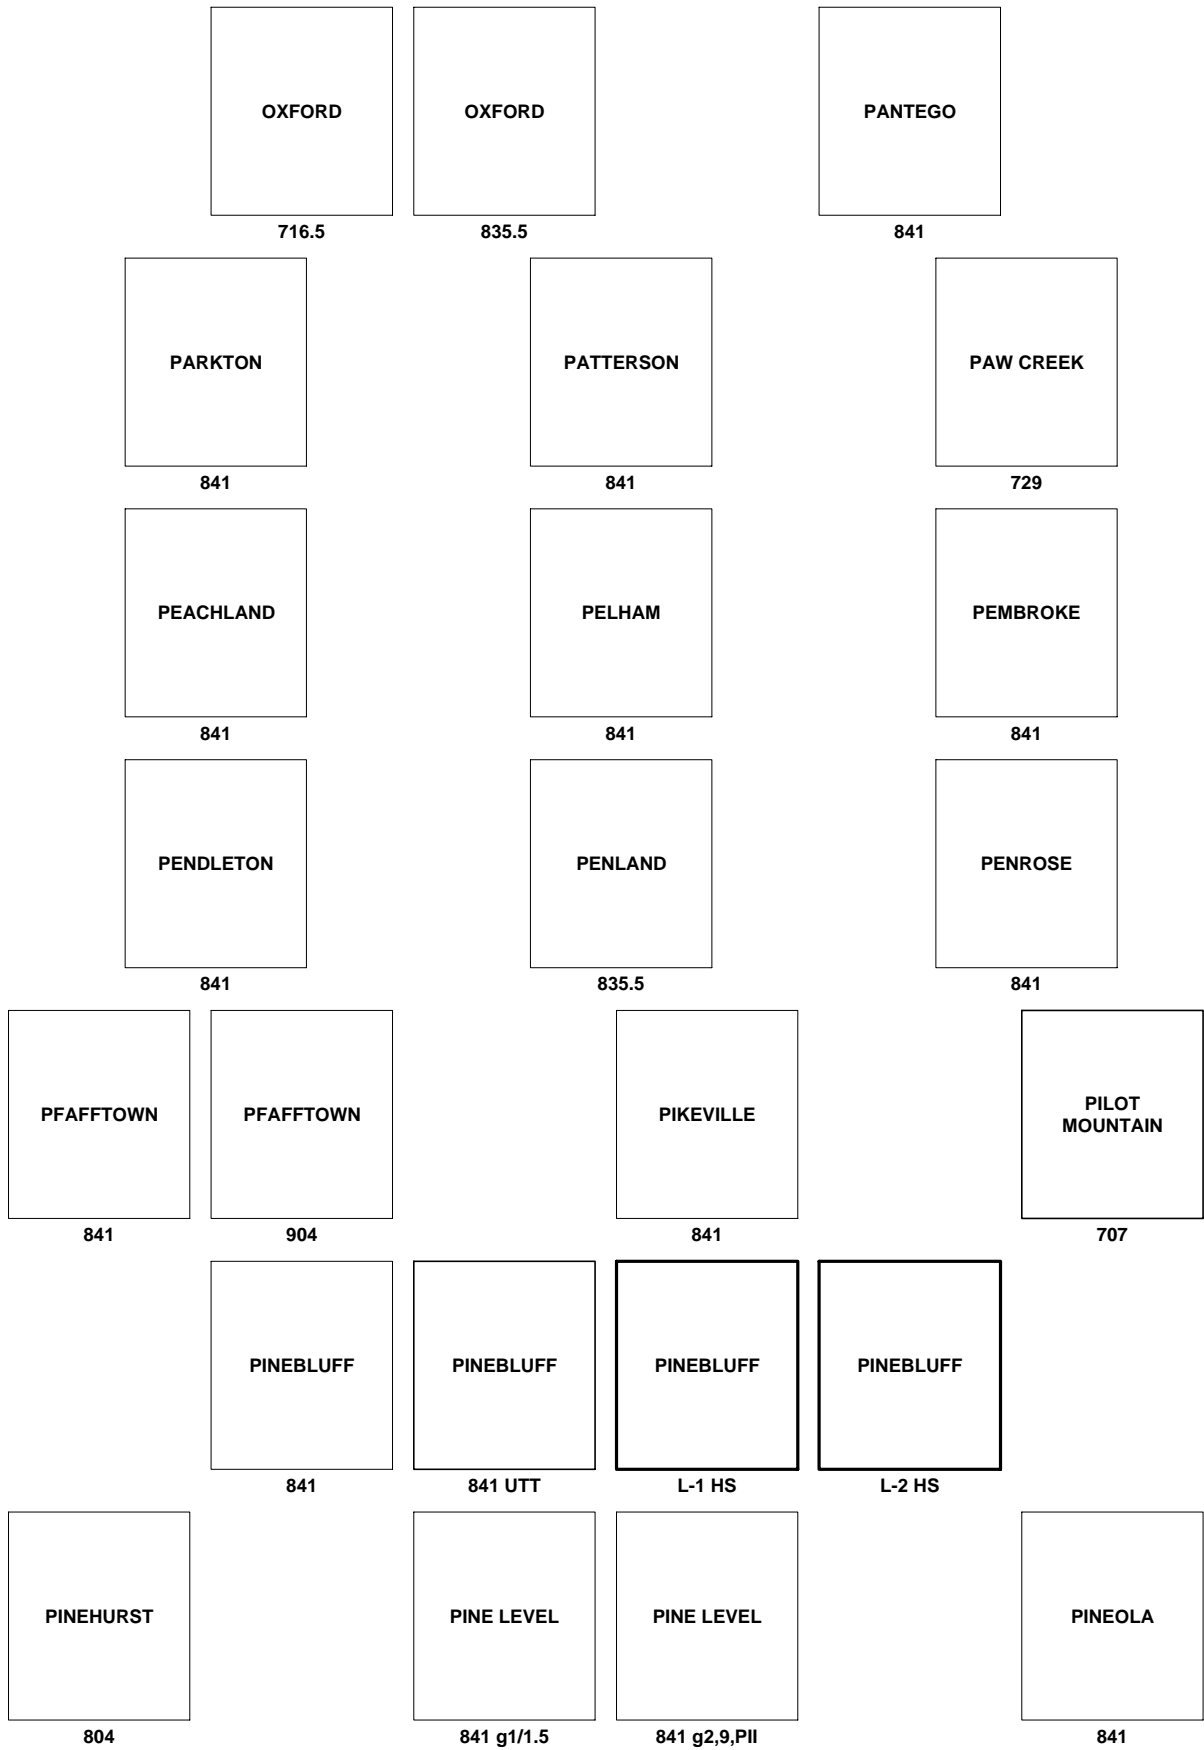 OXFORD OXFORD PANTEGO
716.5 835.5 841
PARKTON PATTERSON PAW CREEK
841 841 729
PEACHLAND PELHAM PEMBROKE
841 841 841
PENDLETON PENLAND PENROSE
841 835.5 841
PFAFFTOWN PFAFFTOWN PIKEVILLE PILOT
MOUNTAIN
841 904 841 707
PINEBLUFF PINEBLUFF PINEBLUFF PINEBLUFF
841 841 UTT L-1 HS L-2 HS
PINEHURST PINE LEVEL PINE LEVEL PINEOLA
804 841 g1/1.5 841 g2,9,PII 841